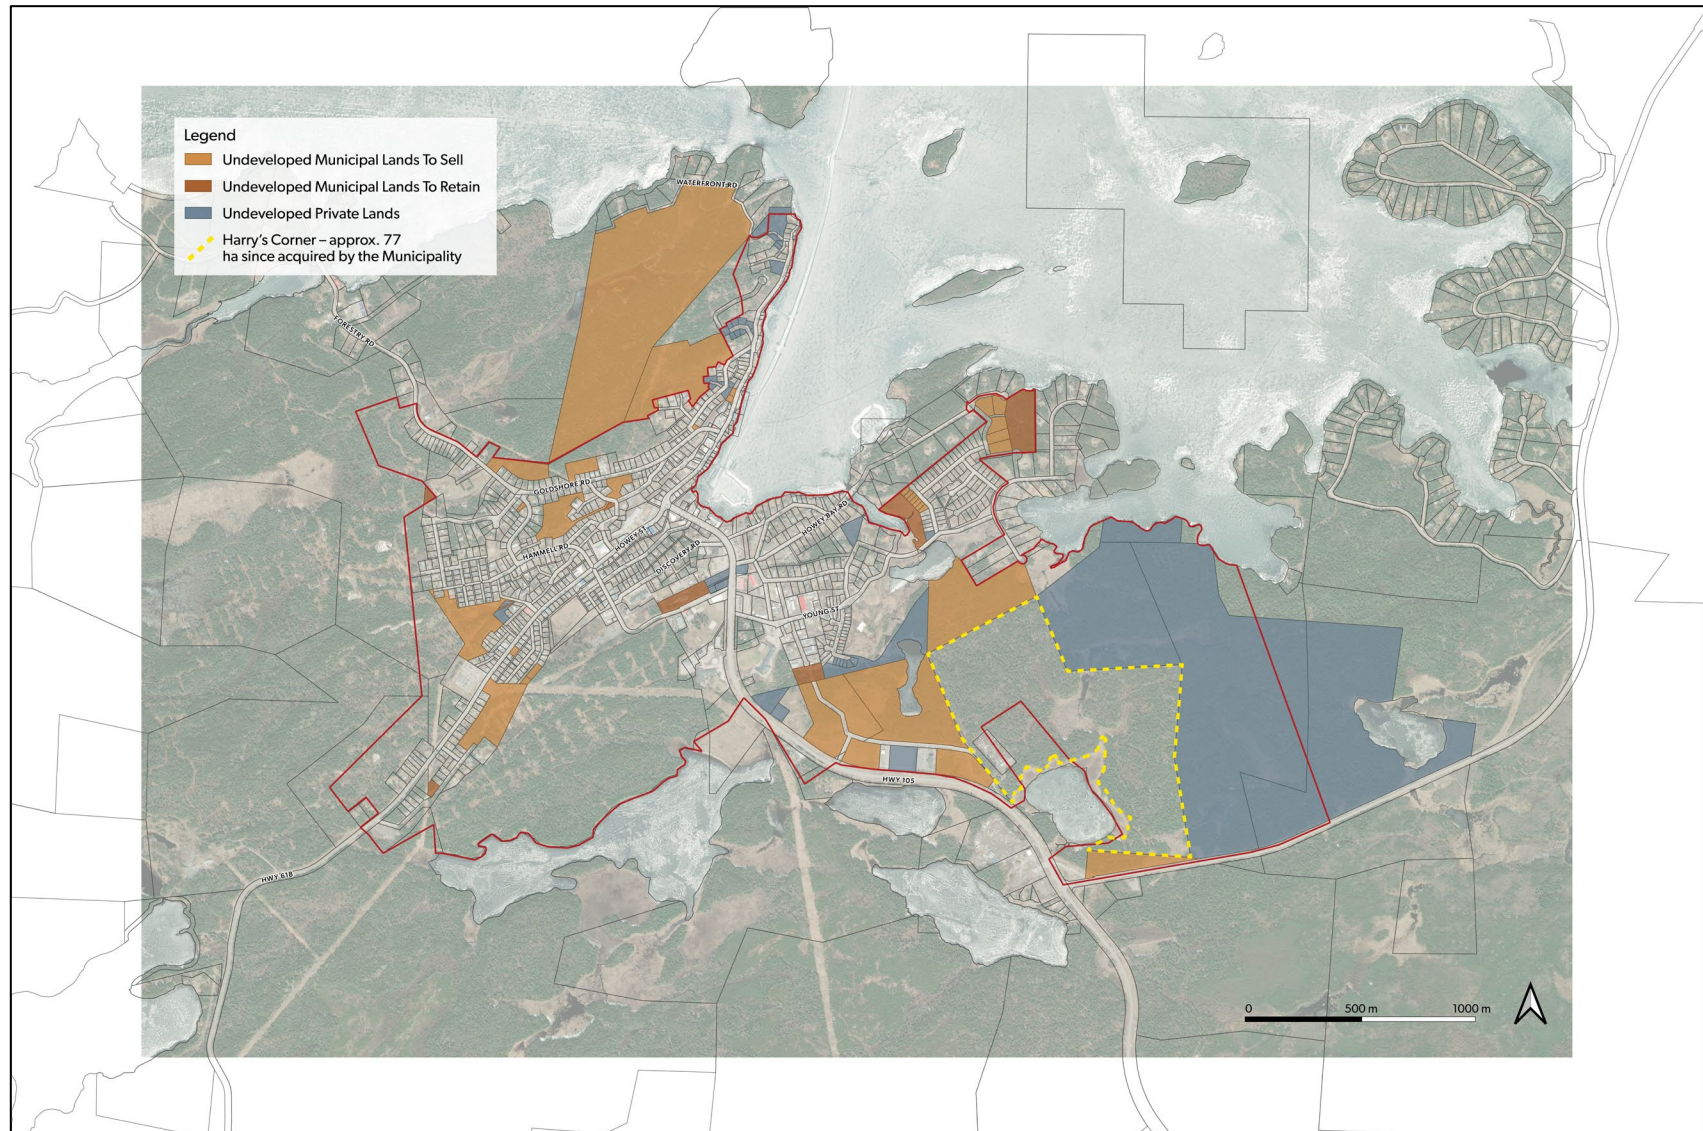 Legend
Undeveloped Municipal Lands To Sell
Undeveloped Municipal Lands To Retain
Undeveloped Private Lands
Harry's Corner – approx. 77
ha since acquired by the Municipality
WATERFRONT RD
FORESTRY RD
GOLDSHORE RD
HOWEY BAY RD
HOWEY ST
HAMMELL RD
DISCOVERY RD
YOUNG ST
HWY 105
HWY 618
0 500 m 1000 m